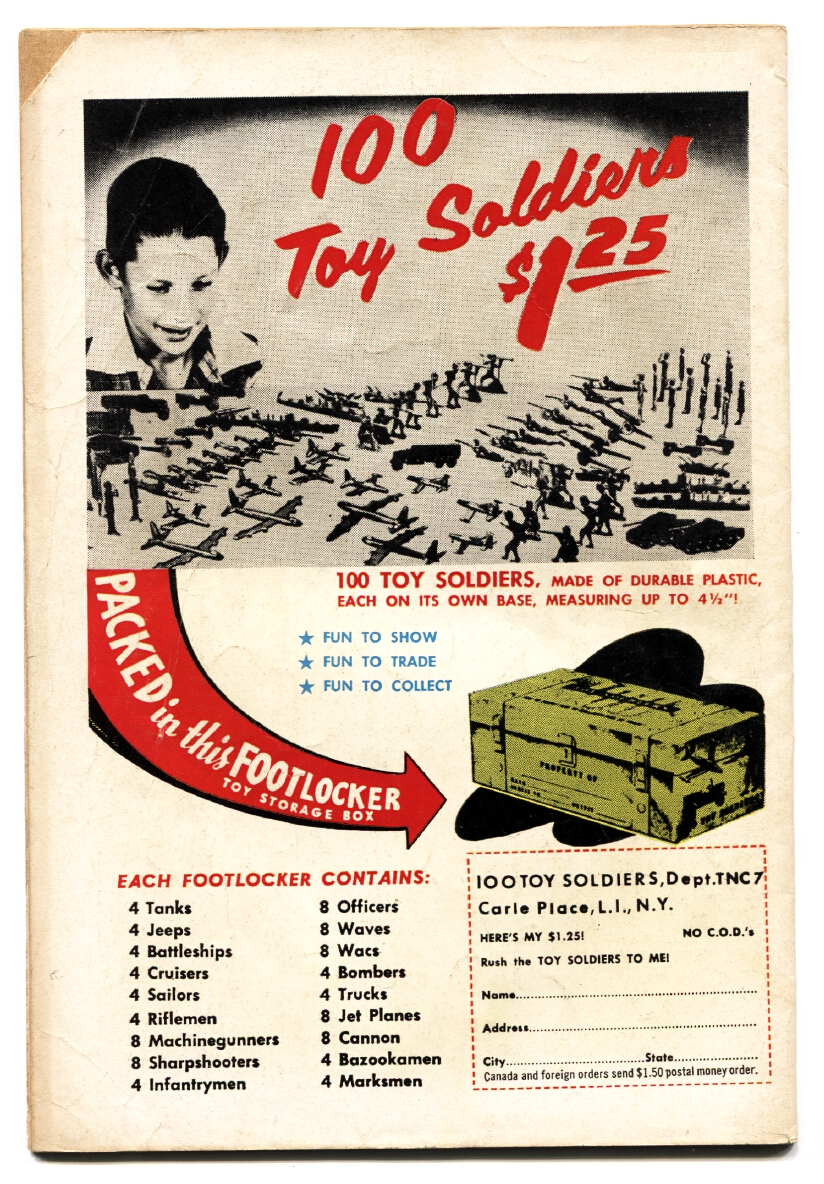 100
Toy Soldiers
$1.25
100 TOY SOLDIERS, MADE OF DURABLE PLASTIC,
EACH ON ITS OWN BASE, MEASURING UP TO 4½"!
★ FUN TO SHOW
★ FUN TO TRADE
★ FUN TO COLLECT
PACKED in this FOOTLOCKER
TOY STORAGE BOX
PROPERTY OF
EACH FOOTLOCKER CONTAINS:
4 Tanks
4 Jeeps
4 Battleships
4 Cruisers
4 Sailors
4 Riflemen
8 Machinegunners
8 Sharpshooters
4 Infantrymen
8 Officers
8 Waves
8 Wacs
4 Bombers
4 Trucks
8 Jet Planes
8 Cannon
4 Bazookamen
4 Marksmen
100 TOY SOLDIERS, Dept. TNC7
Carle Place, L.I., N.Y.
HERE'S MY $1.25! NO C.O.D.'s
Rush the TOY SOLDIERS TO ME!
Name
Address
City State
Canada and foreign orders send $1.50 postal money order.